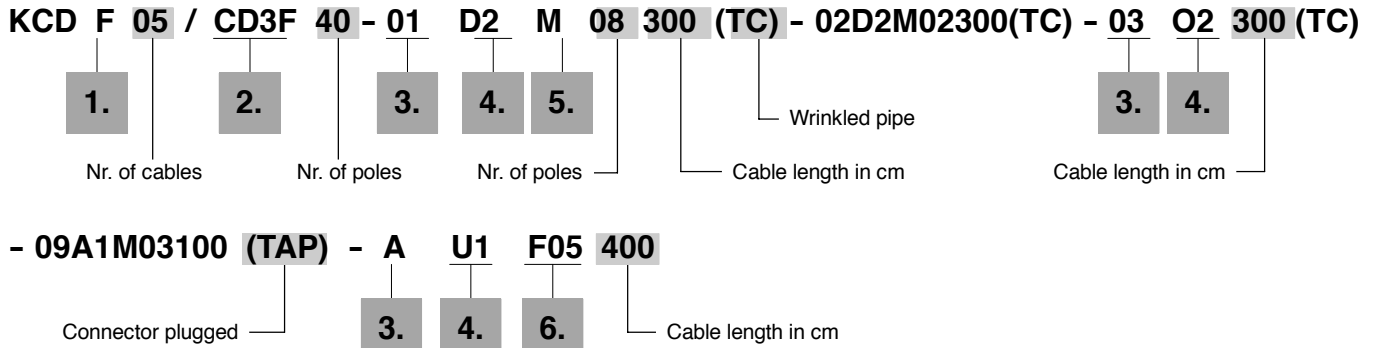 KCD F 05 / CD3F 40 - 01 D2 M 08 300 (TC) - 02D2M02300(TC) - 03 O2 300 (TC)
1. 2. 3. 4. 5. 3. 4.
Wrinkled pipe
Nr. of cables Nr. of poles Nr. of poles Cable length in cm Cable length in cm
- 09A1M03100 (TAP) - A U1 F05 400
3. 4. 6.
Connector plugged Cable length in cm